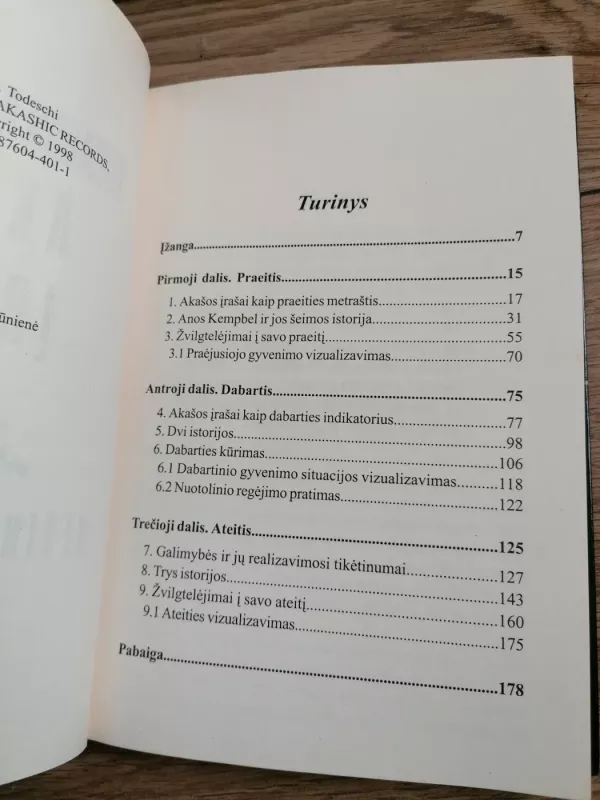 Todeschi
AKASHIC RECORDS.
yright © 1998
87604-401-1
ūnienė
Turinys
Įžanga....7
Pirmoji dalis. Praeitis....15
1. Akašos įrašai kaip praeities metraštis....17
2. Anos Kempbel ir jos šeimos istorija....31
3. Žvilgtelėjimai į savo praeitį....55
3.1 Praėjusiojo gyvenimo vizualizavimas....70
Antroji dalis. Dabartis....75
4. Akašos įrašai kaip dabarties indikatorius....77
5. Dvi istorijos....98
6. Dabarties kūrimas....106
6.1 Dabartinio gyvenimo situacijos vizualizavimas....118
6.2 Nuotolinio regėjimo pratimas....122
Trečioji dalis. Ateitis....125
7. Galimybės ir jų realizavimosi tikėtinumai....127
8. Trys istorijos....143
9. Žvilgtelėjimai į savo ateitį....160
9.1 Ateities vizualizavimas....175
Pabaiga....178